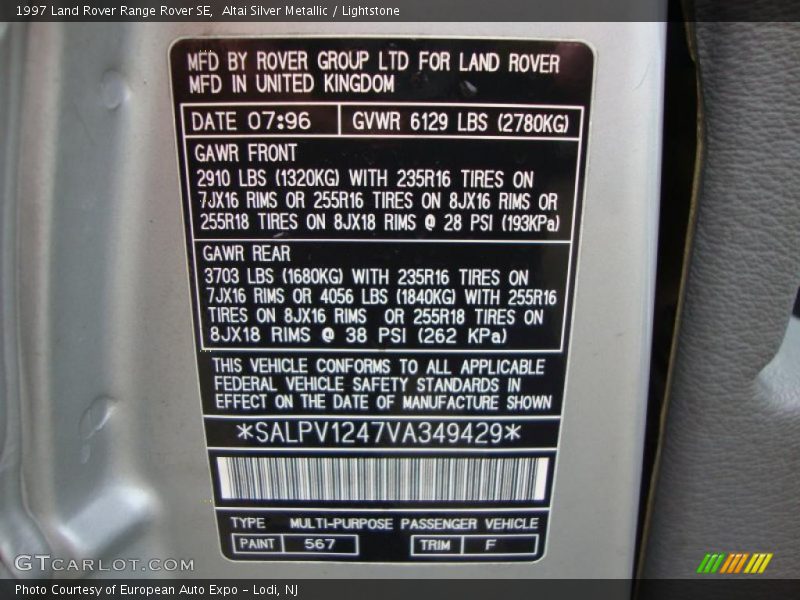 1997 Land Rover Range Rover SE,  Altai Silver Metallic / Lightstone
MFD BY ROVER GROUP LTD FOR LAND ROVER
MFD IN UNITED KINGDOM
DATE 07:96 GVWR 6129 LBS (2780KG)
GAWR FRONT
2910 LBS (1320KG) WITH 235R16 TIRES ON
7JX16 RIMS OR 255R16 TIRES ON 8JX16 RIMS OR
255R18 TIRES ON 8JX18 RIMS @ 28 PSI (193KPa)
GAWR REAR
3703 LBS (1680KG) WITH 235R16 TIRES ON
7JX16 RIMS OR 4056 LBS (1840KG) WITH 255R16
TIRES ON 8JX16 RIMS OR 255R18 TIRES ON
8JX18 RIMS @ 38 PSI (262 KPa)
THIS VEHICLE CONFORMS TO ALL APPLICABLE
FEDERAL VEHICLE SAFETY STANDARDS IN
EFFECT ON THE DATE OF MANUFACTURE SHOWN
*SALPV1247VA349429*
TYPE MULTI-PURPOSE PASSENGER VEHICLE
PAINT 567 TRIM F
GTCARLOT.COM
Photo Courtesy of European Auto Expo - Lodi, NJ